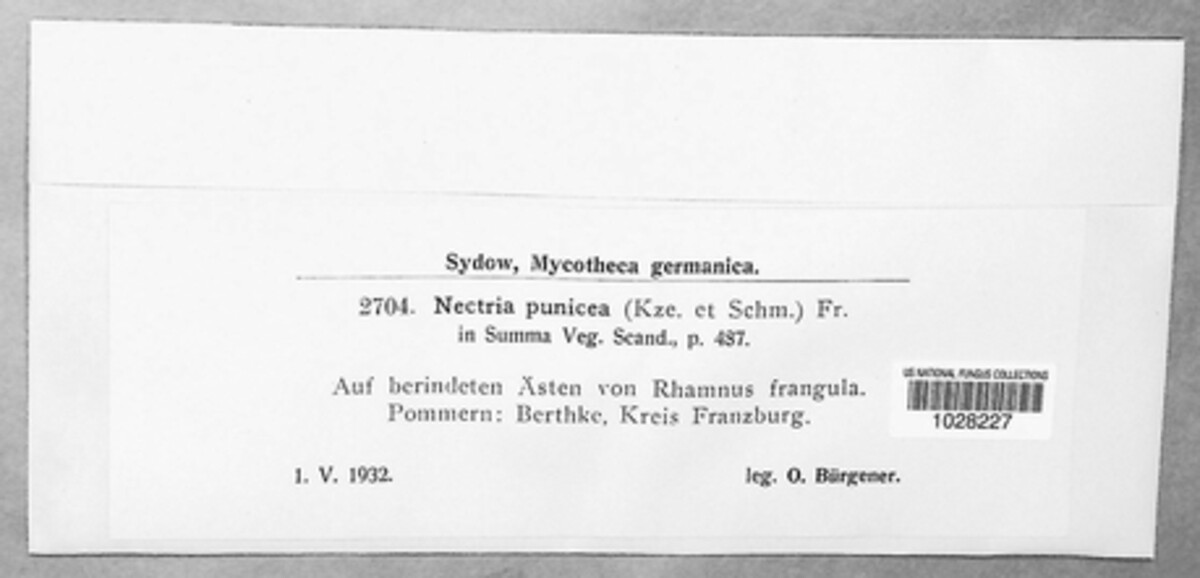 Sydow, Mycotheca germanica.
2704. Nectria punicea (Kze. et Schm.) Fr.
in Summa Veg. Scand., p. 487.
Auf berindeten Ästen von Rhamnus frangula.
Pommern: Berthke, Kreis Franzburg.
US NATIONAL FUNGUS COLLECTIONS
1028227
1. V. 1932.
leg. O. Bürgener.